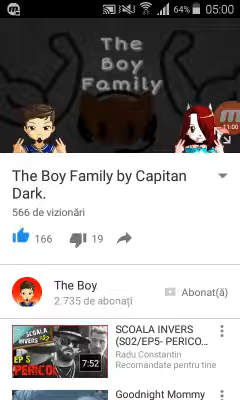 64% 05:00
The
Boy
Family
11:00
The Boy Family by Capitan
Dark.
566 de vizionări
166 19
The Boy
2.735 de abonați
Abonat(ă)
SCOALA INVERS
(S02/EP5- PERICO...
Radu Constantin
Recomandate pentru tine
SCOALA
INVERS
EP 5
PERICOL
7:52
Goodnight Mommy